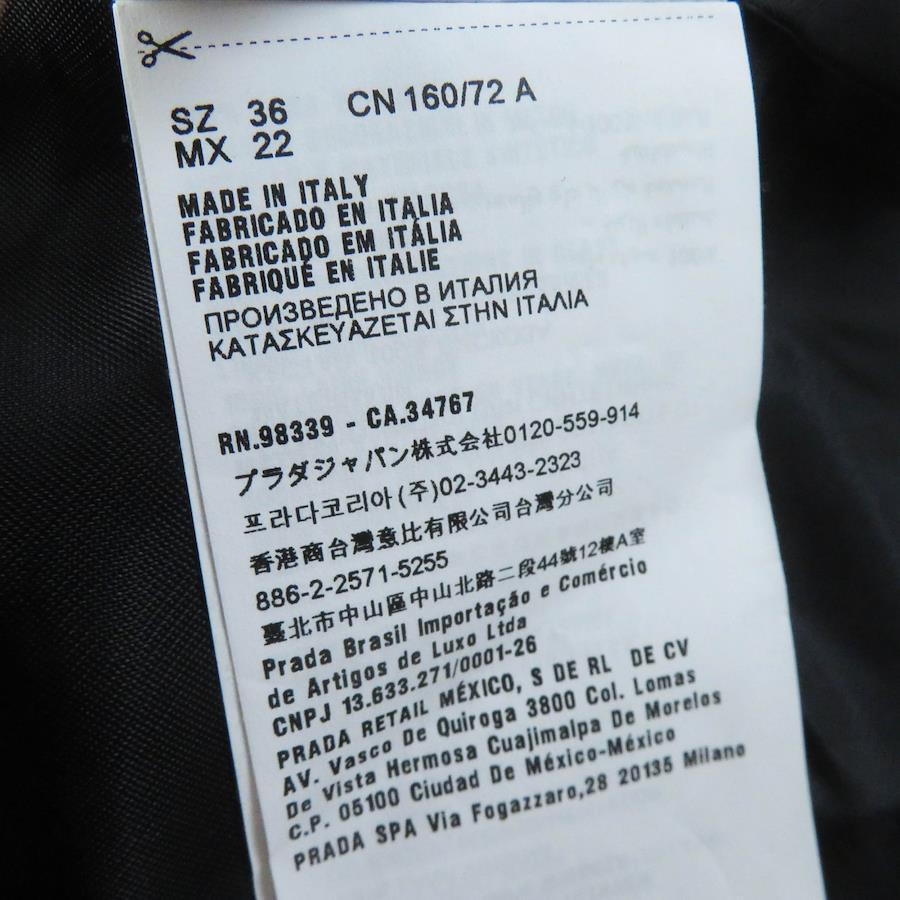 SZ 36 CN 160/72 A
MX 22
MADE IN ITALY
FABRICADO EN ITALIA
FABRICADO EM ITÁLIA
FABRIQUÉ EN ITALIE
ПРОИЗВЕДЕНО В ИТАЛИЯ
ΚΑΤΑΣΚΕΥΑΖΕΤΑΙ ΣΤΗΝ ΙΤΑΛΙΑ
RN.98339 - CA.34767
プラダジャパン株式会社0120-559-914
프라다코리아(주)02-3443-2323
香港商台灣意比有限公司台灣分公司
886-2-2571-5255
臺北市中山區中山北路二段44號12樓A室
Prada Brasil Importação e Comércio
de Artigos de Luxo Ltda
CNPJ 13.633.271/0001-26
PRADA RETAIL MÉXICO, S DE RL DE CV
AV. Vasco De Quiroga 3800 Col. Lomas
De Vista Hermosa Cuajimalpa De Morelos
C.P. 05100 Ciudad De México-México
PRADA SPA Via Fogazzaro,28 20135 Milano